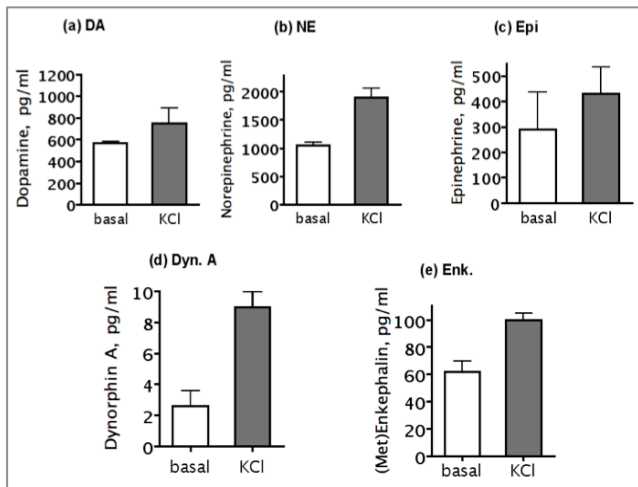 (a) DA
Dopamine, pg/ml
1200
1000
800
600
400
200
0
basal KCl
(b) NE
Norepinephrine, pg/ml
2000
1500
1000
500
0
basal KCl
(c) Epi
Epinephrine, pg/ml
500
400
300
200
100
0
basal KCl
(d) Dyn. A
Dynorphin A, pg/ml
10
8
6
4
2
0
basal KCl
(e) Enk.
(Met)Enkephalin, pg/ml
100
80
60
40
20
0
basal KCl